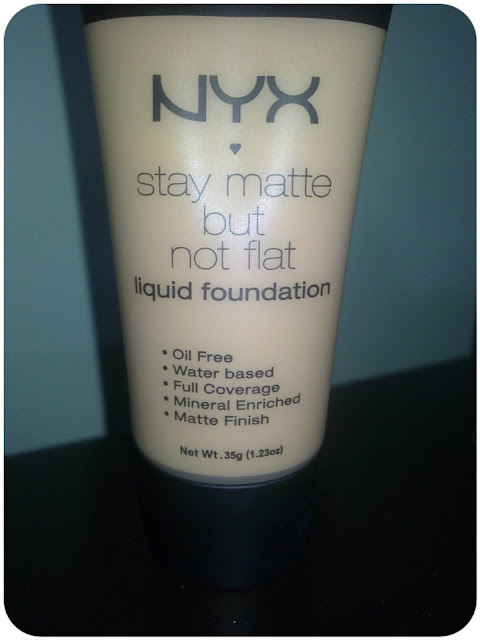 NYX
♥
stay matte
but
not flat
liquid foundation
• Oil Free
• Water based
• Full Coverage
• Mineral Enriched
• Matte Finish
Net Wt .35g (1.23oz)